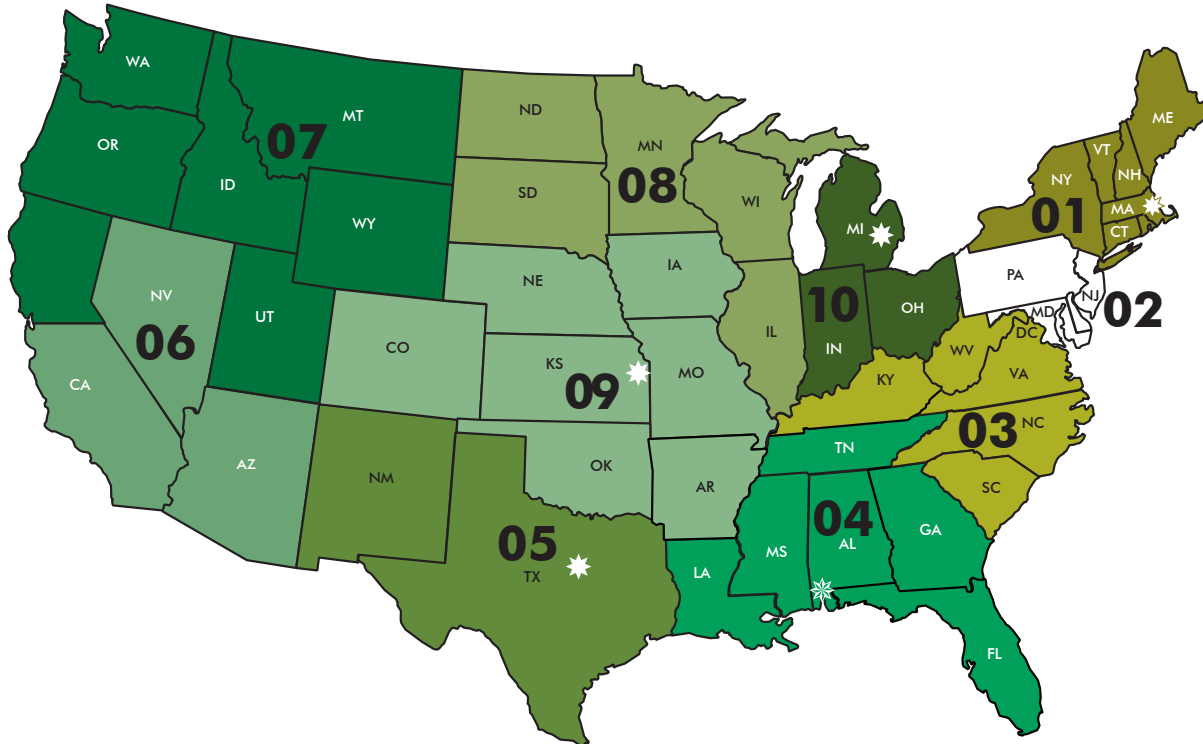 WA
MT
ND
MN
ME
OR
07
VT
ID
SD
08
WI
NY
NH
WY
01
MA
MI
CT
IA
PA
NE
NV
10
NJ
UT
OH
MD
02
06
CO
IL
IN
WV
DC
KS
MO
CA
09
KY
VA
03
NC
TN
AZ
OK
NM
AR
SC
04
05
MS
AL
GA
TX
LA
FL